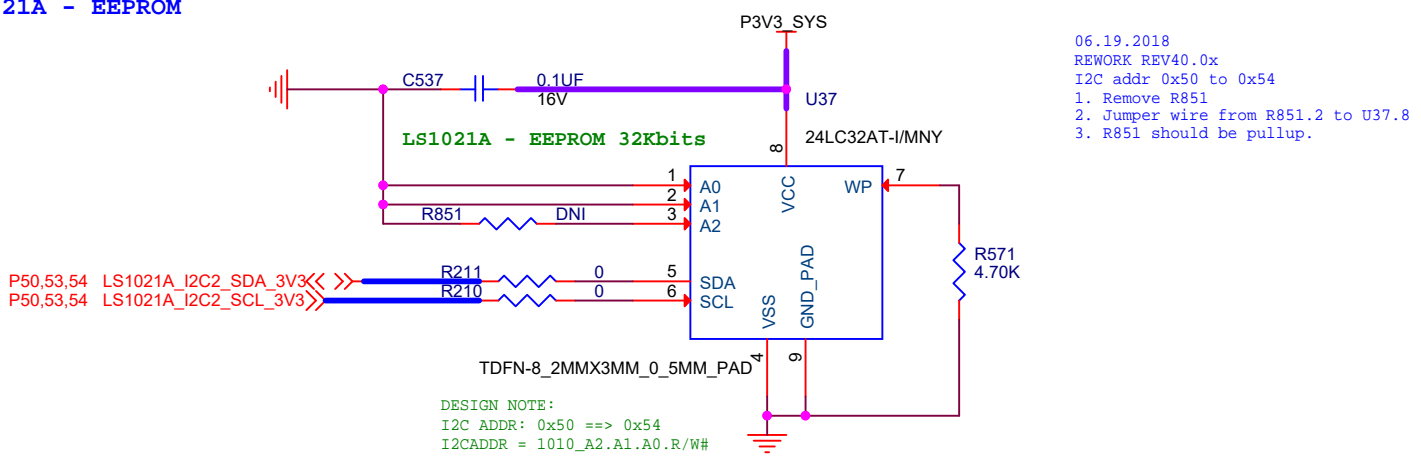 21A - EEPROM
P3V3_SYS
06.19.2018
REWORK REV40.0x
I2C addr 0x50 to 0x54
1. Remove R851
2. Jumper wire from R851.2 to U37.8
3. R851 should be pullup.
C537
0.1UF
16V
U37
LS1021A - EEPROM 32Kbits
24LC32AT-I/MNY
8
1
A0
2
A1
R851
DNI
3
A2
VCC
WP
7
R571
4.70K
P50,53,54 LS1021A_I2C2_SDA_3V3
R211
0
5
SDA
P50,53,54 LS1021A_I2C2_SCL_3V3
R210
0
6
SCL
VSS
GND_PAD
TDFN-8_2MMX3MM_0_5MM_PAD
4
9
DESIGN NOTE:
I2C ADDR: 0x50 ==> 0x54
I2CADDR = 1010_A2.A1.A0.R/W#